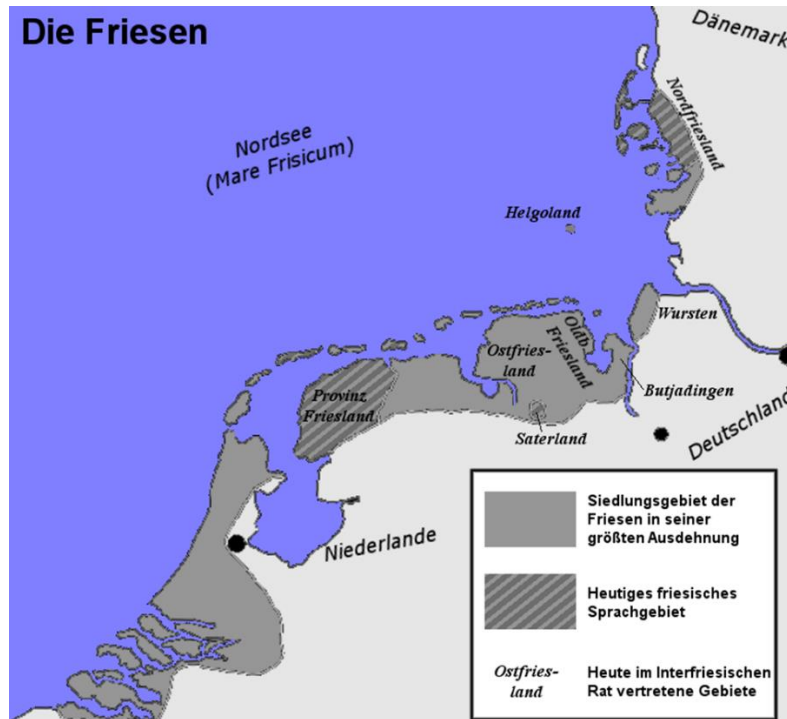 Die Friesen
Dänemark
Nordfriesland
Nordsee
(Mare Frisicum)
Helgoland
Wursten
Oldb
Friesland
Ostfries-
land
Butjadingen
Provinz
Friesland
Saterland
Deutschland
Niederlande
Siedlungsgebiet der
Friesen in seiner
größten Ausdehnung
Heutiges friesisches
Sprachgebiet
Ostfries-
land
Heute im Interfriesischen
Rat vertretene Gebiete